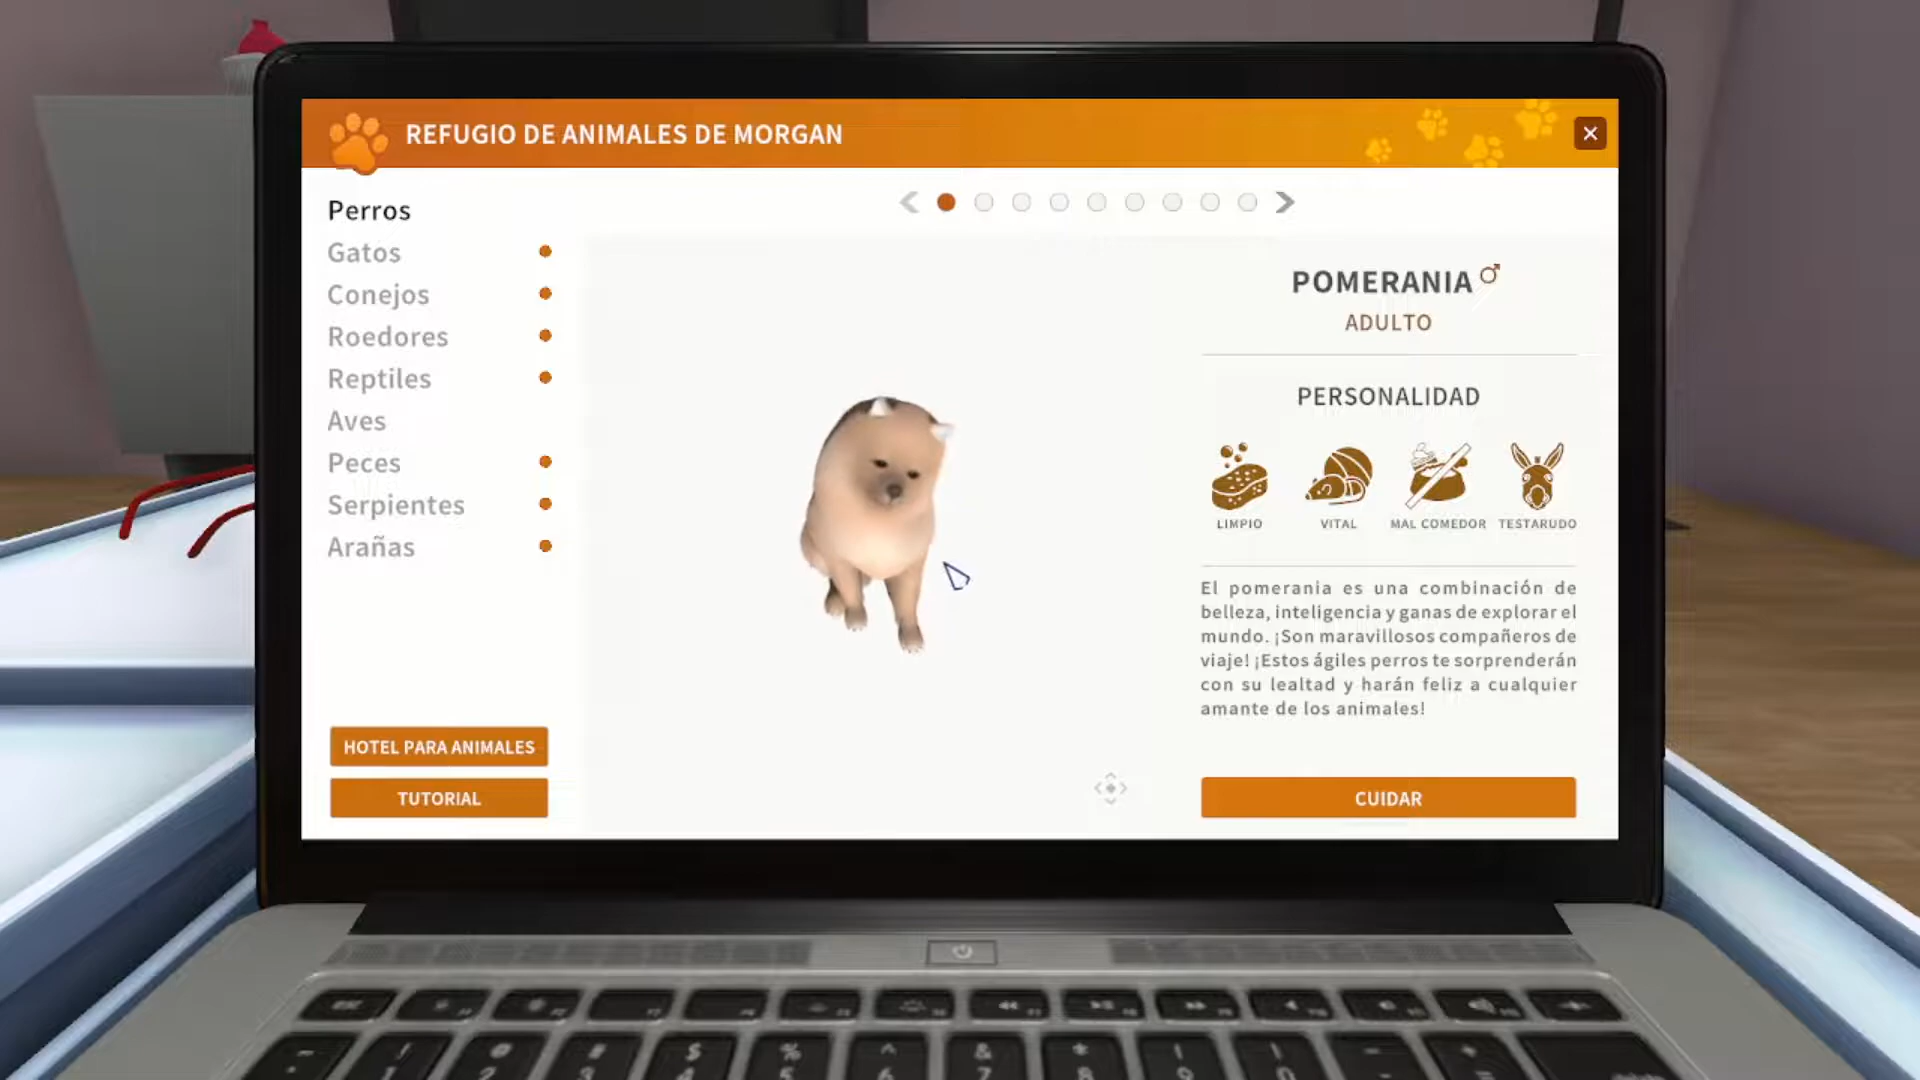 REFUGIO DE ANIMALES DE MORGAN
Perros
Gatos
Conejos
Roedores
Reptiles
Aves
Peces
Serpientes
Arañas
HOTEL PARA ANIMALES
TUTORIAL
POMERANIA
ADULTO
PERSONALIDAD
LIMPIO
VITAL
MAL COMEDOR
TESTARUDO
El pomerania es una combinación de
belleza, inteligencia y ganas de explorar el
mundo. ¡Son maravillosos compañeros de
viaje! ¡Estos ágiles perros te sorprenderán
con su lealtad y harán feliz a cualquier
amante de los animales!
CUIDAR